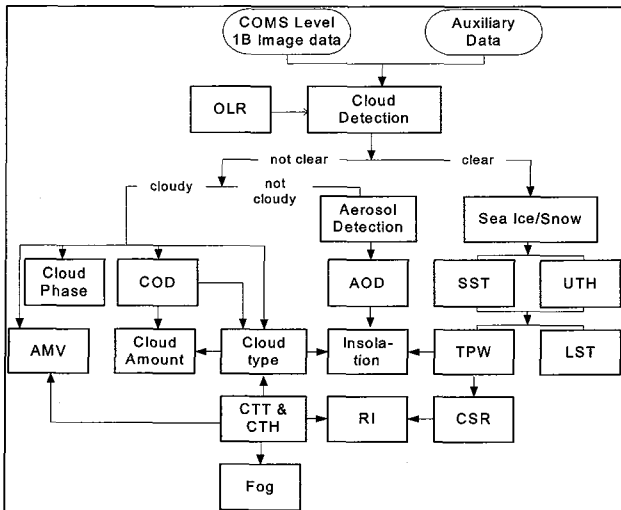 COMS Level
1B Image data
Auxiliary
Data
OLR
Cloud
Detection
not clear
clear
cloudy
not
cloudy
Aerosol
Detection
Sea Ice/Snow
Cloud
Phase
COD
AOD
SST
UTH
AMV
Cloud
Amount
Cloud
type
Insola-
tion
TPW
LST
CTT &
CTH
RI
CSR
Fog